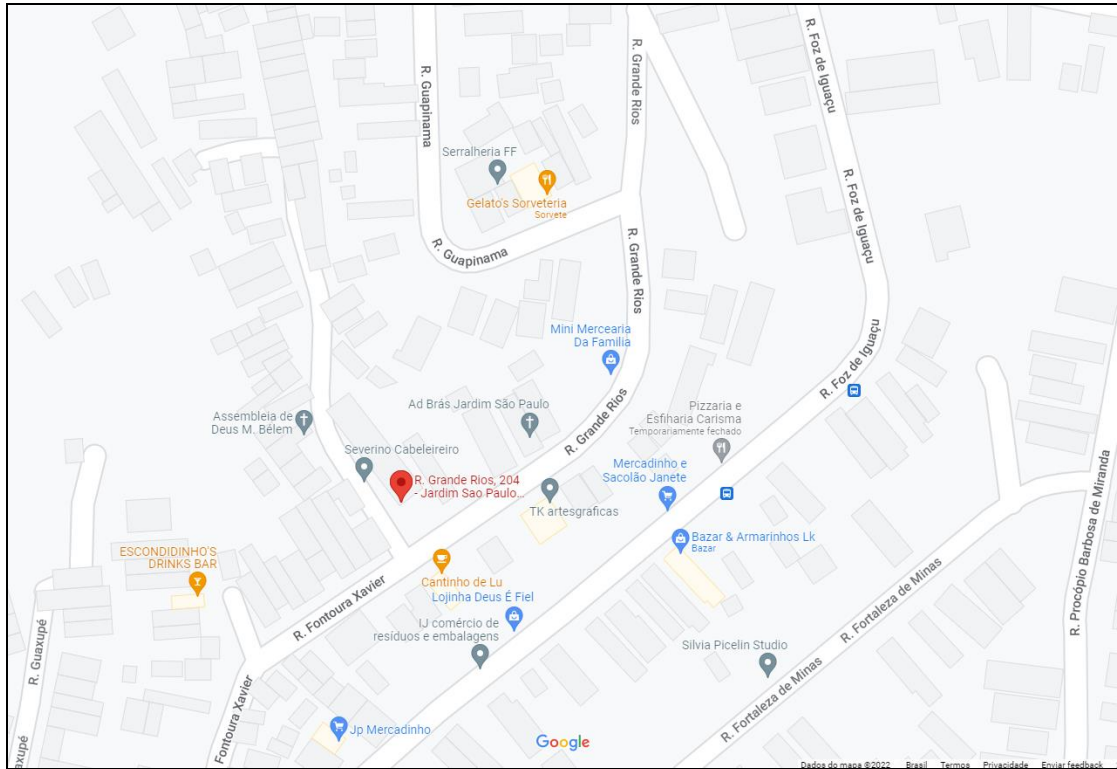 R. Foz de Iguaçu
R. Grande Rios
R. Guapinama
Serralheria FF
Gelato's Sorveteria
Sorvete
R. Foz de Iguaçu
R. Guapinama
R. Grande Rios
Mini Mercearia
Da Familia
R. Foz de Iguaçu
Pizzaria e
Esfiharia Carisma
Temporariamente fechado
Ad Brás Jardim São Paulo
Assembleia de
Deus M. Bélem
R. Grande Rios
Severino Cabeleireiro
Mercadinho e
Sacolão Janete
R. Grande Rios, 204
- Jardim Sao Paulo...
TK artesgraficas
Bazar & Armarinhos Lk
Bazar
R. Procópio Barbosa de Miranda
ESCONDIDINHO'S
DRINKS BAR
Cantinho de Lu
Lojinha Deus É Fiel
R. Fontoura Xavier
IJ comércio de
resíduos e embalagens
R. Fortaleza de Minas
Silvia Picelin Studio
R. Guaxupé
R. Fortaleza de Minas
Fontoura Xavier
Jp Mercadinho
axupé
Google
Dados do mapa ©2022 Brasil Termos Privacidade Enviar feedback